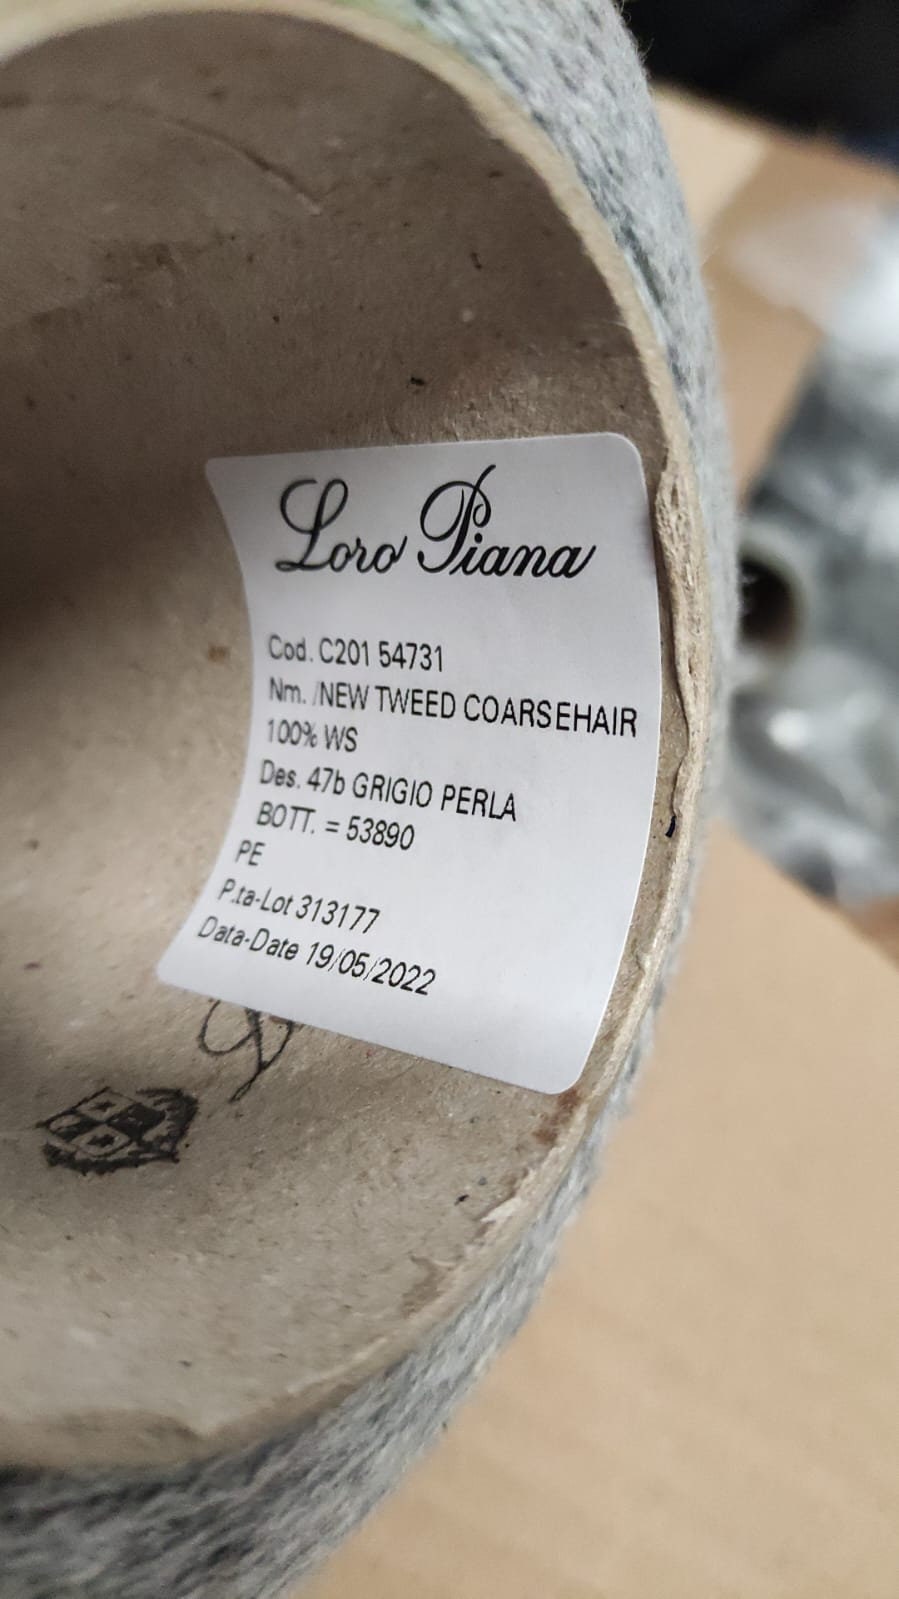 Loro Piana
Cod. C201 54731
Nm. /NEW TWEED COARSEHAIR
100% WS
Des. 47b GRIGIO PERLA
BOTT. = 53890
PE
P.ta-Lot 313177
Data-Date 19/05/2022